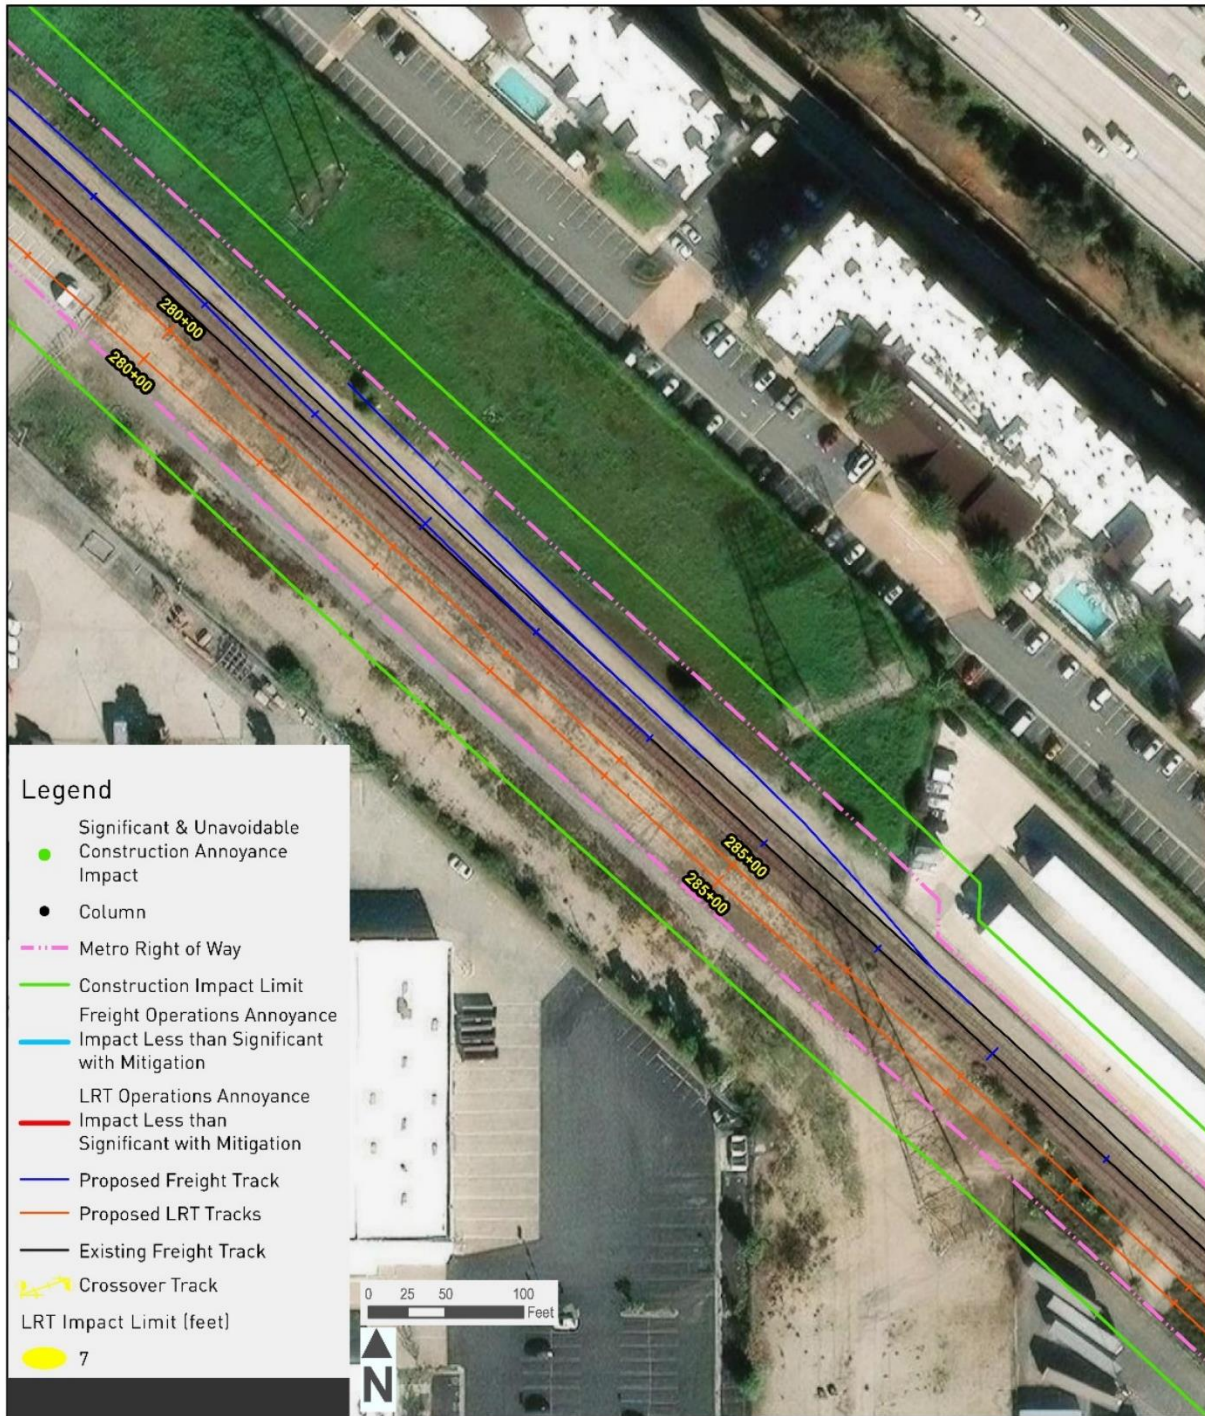 280+00
280+00
285+00
285+00
Legend
Significant & Unavoidable
Construction Annoyance
Impact
Column
Metro Right of Way
Construction Impact Limit
Freight Operations Annoyance
Impact Less than Significant
with Mitigation
LRT Operations Annoyance
Impact Less than
Significant with Mitigation
Proposed Freight Track
Proposed LRT Tracks
Existing Freight Track
Crossover Track
LRT Impact Limit (feet)
7
0 25 50 100
Feet
N